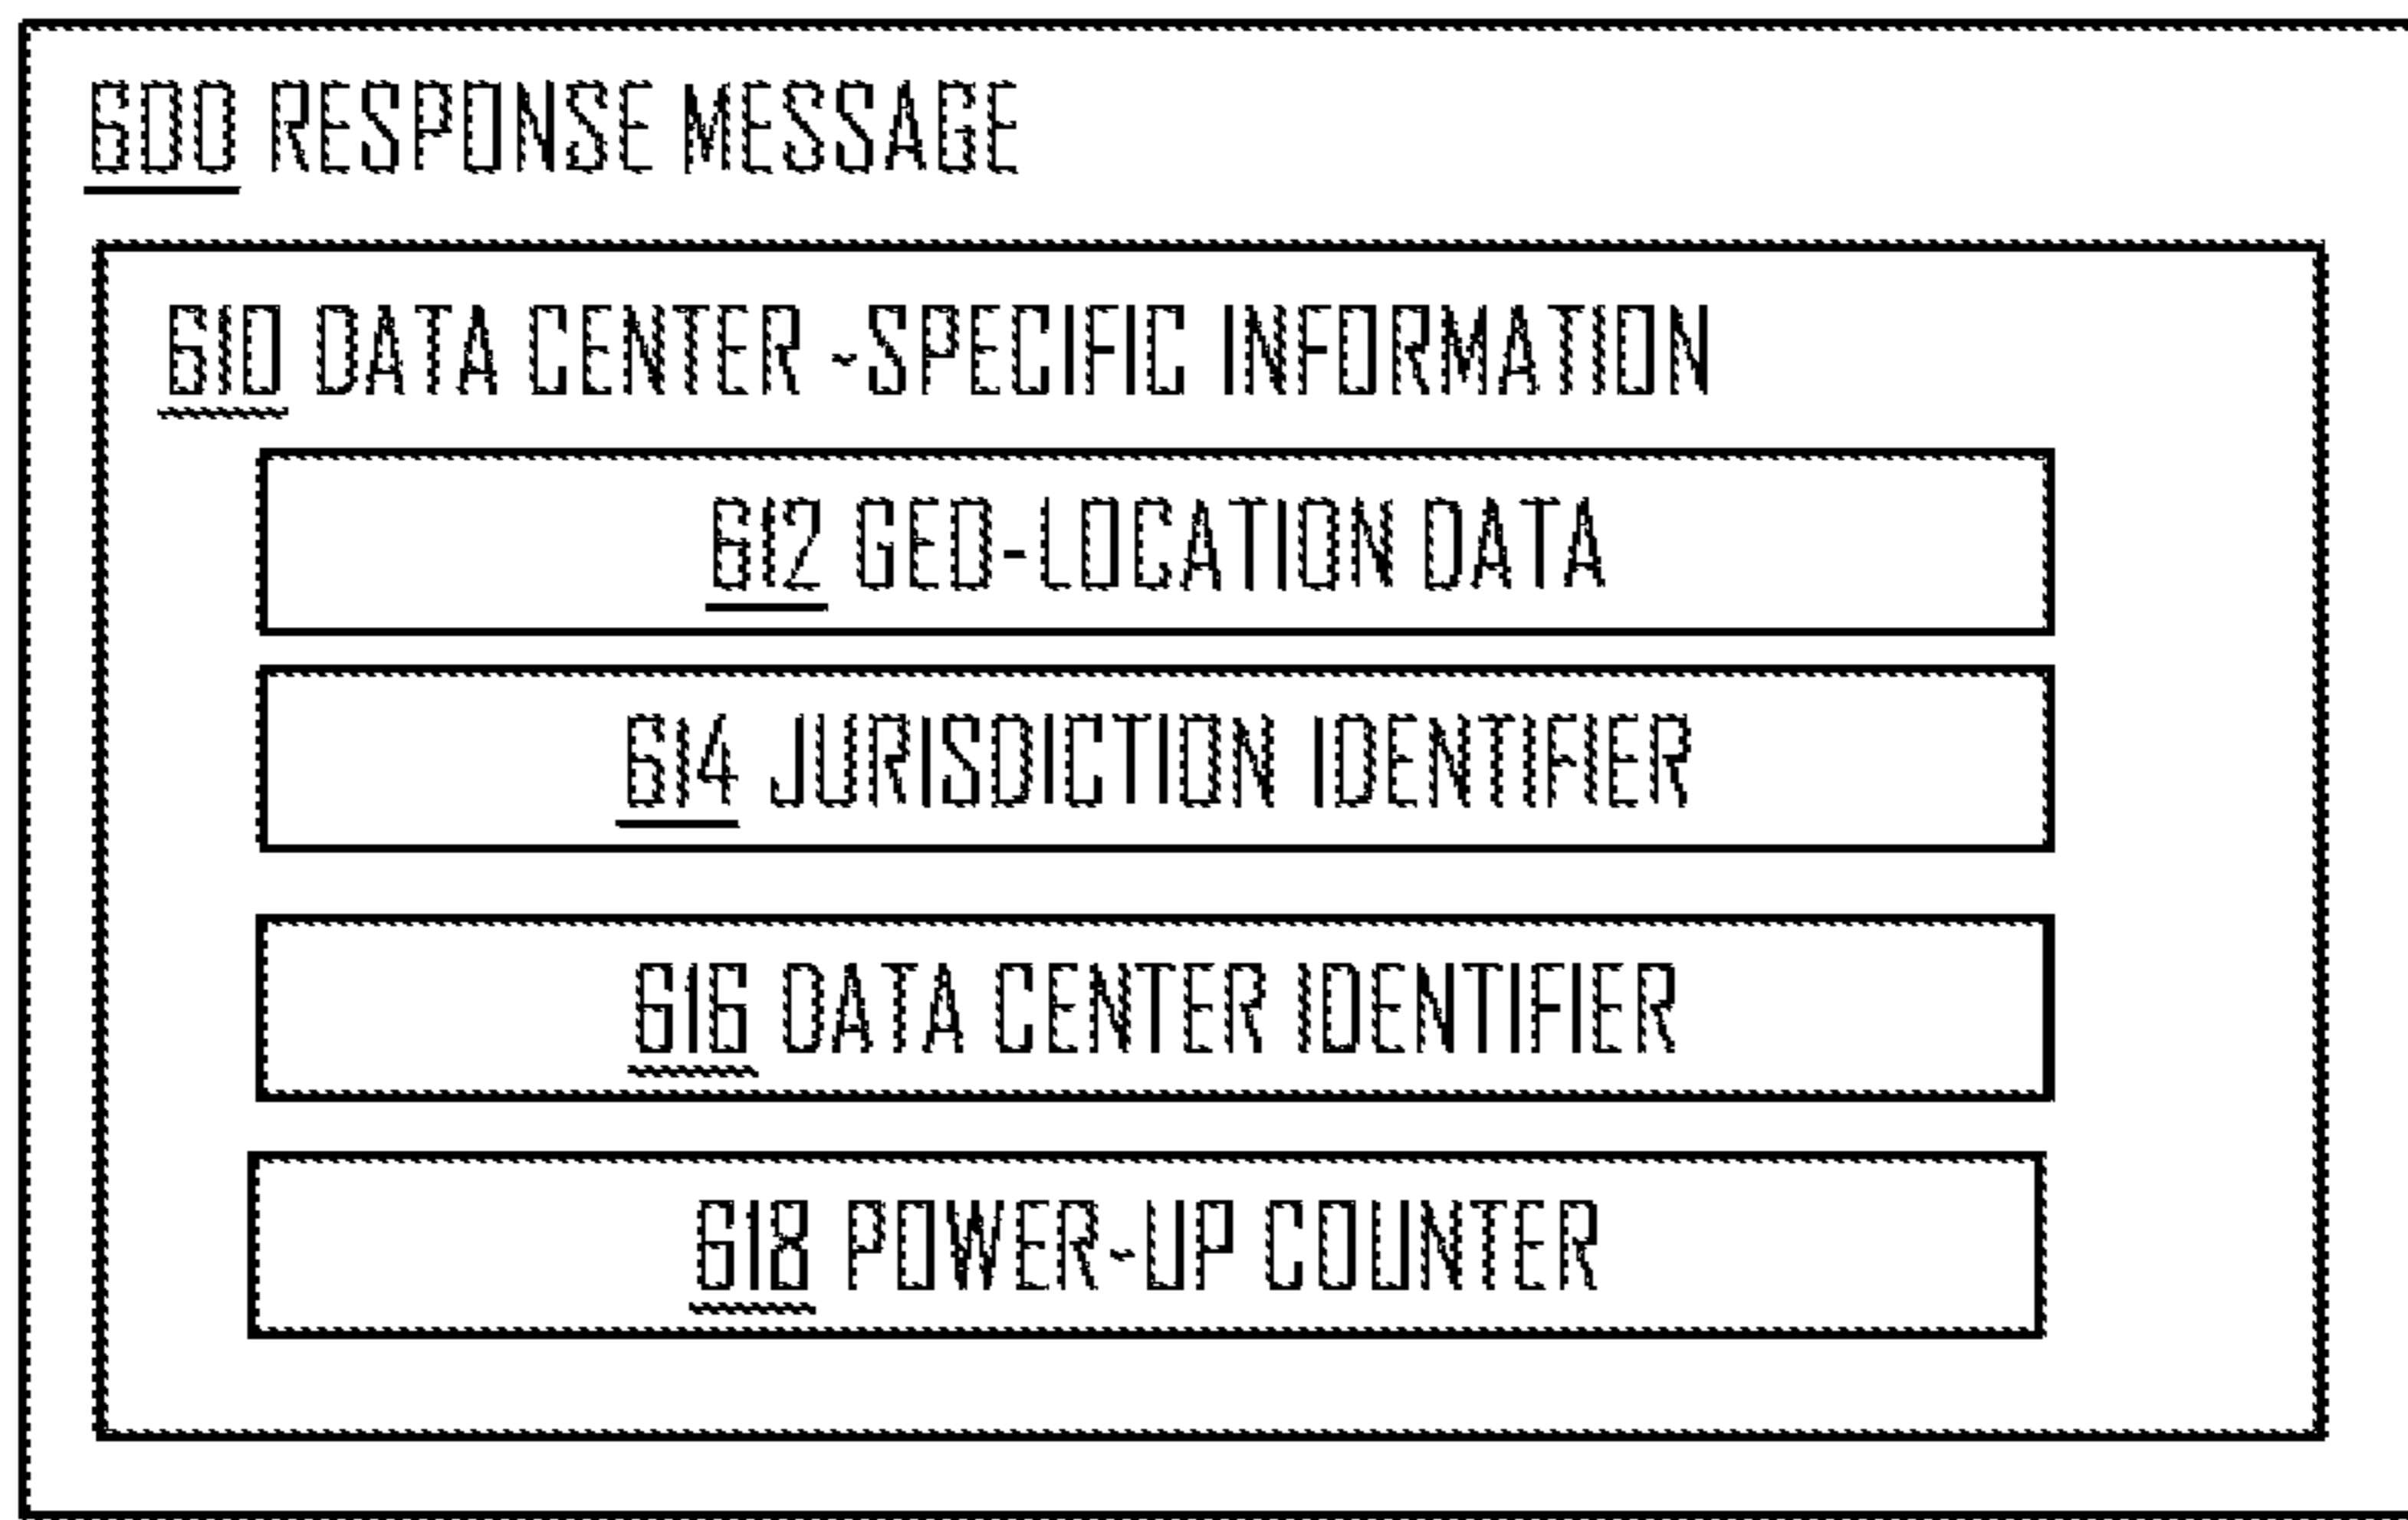 600 RESPONSE MESSAGE
610 DATA CENTER -SPECIFIC INFORMATION
612 GEO-LOCATION DATA
614 JURISDICTION IDENTIFIER
616 DATA CENTER IDENTIFIER
618 POWER-UP COUNTER